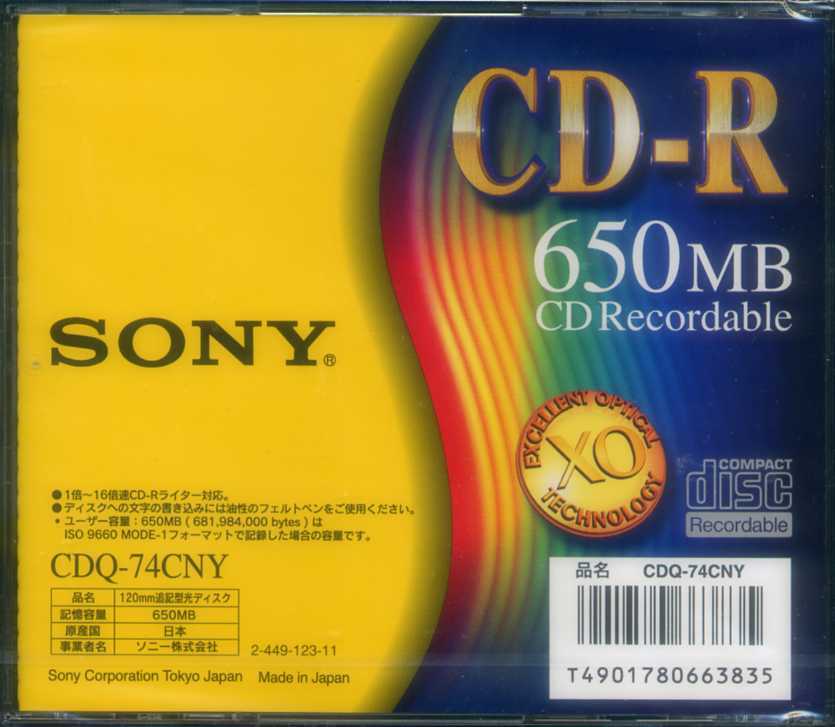 CD-R
650MB
CD Recordable
SONY®
EXCELLENT OPTICAL
XO
TECHNOLOGY
COMPACT
disc
Recordable
●1倍～16倍速CD-Rライター対応。
●ディスクへの文字の書き込みには油性のフェルトペンをご使用ください。
* ユーザー容量：650MB ( 681,984,000 bytes ) は
ISO 9660 MODE-1フォーマットで記録した場合の容量です。
CDQ-74CNY
品名 120mm追記型光ディスク
記憶容量 650MB
原産国 日本
事業者名 ソニー株式会社
2-449-123-11
Sony Corporation Tokyo Japan Made in Japan
品名 CDQ-74CNY
T4901780663835